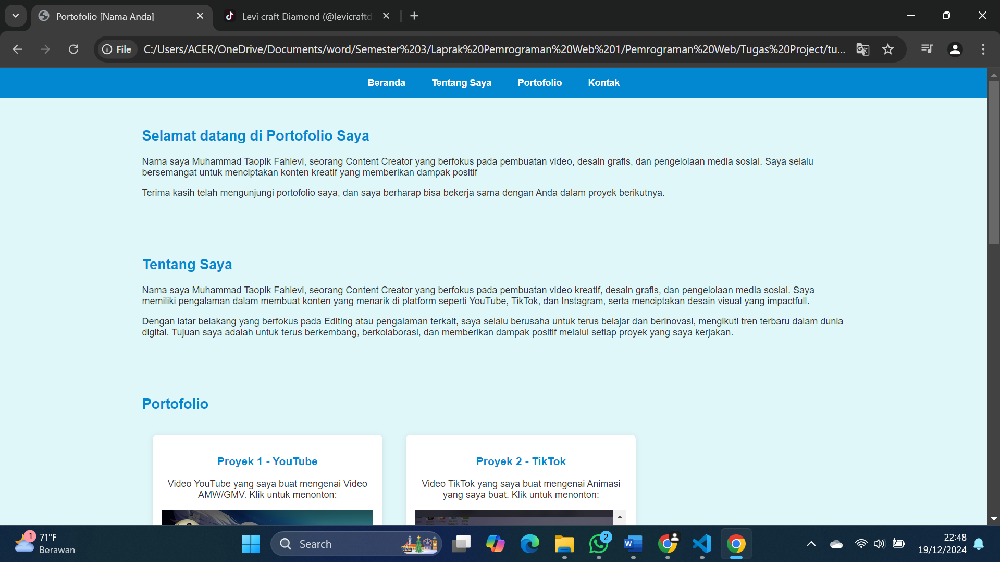 Portofolio [Nama Anda]
Levi craft Diamond (@levicraftd
File
C:/Users/ACER/OneDrive/Documents/word/Semester%203/Laprak%20Pemrograman%20Web%201/Pemrograman%20Web/Tugas%20Project/tu...
Beranda Tentang Saya Portofolio Kontak
Selamat datang di Portofolio Saya
Nama saya Muhammad Taopik Fahlevi, seorang Content Creator yang berfokus pada pembuatan video, desain grafis, dan pengelolaan media sosial. Saya selalu
bersemangat untuk menciptakan konten kreatif yang memberikan dampak positif
Terima kasih telah mengunjungi portofolio saya, dan saya berharap bisa bekerja sama dengan Anda dalam proyek berikutnya.
Tentang Saya
Nama saya Muhammad Taopik Fahlevi, seorang Content Creator yang berfokus pada pembuatan video kreatif, desain grafis, dan pengelolaan media sosial. Saya
memiliki pengalaman dalam membuat konten yang menarik di platform seperti YouTube, TikTok, dan Instagram, serta menciptakan desain visual yang impactfull.
Dengan latar belakang yang berfokus pada Editing atau pengalaman terkait, saya selalu berusaha untuk terus belajar dan berinovasi, mengikuti tren terbaru dalam dunia
digital. Tujuan saya adalah untuk terus berkembang, berkolaborasi, dan memberikan dampak positif melalui setiap proyek yang saya kerjakan.
Portofolio
Proyek 1 - YouTube
Video YouTube yang saya buat mengenai Video
AMW/GMV. Klik untuk menonton:
Proyek 2 - TikTok
Video TikTok yang saya buat mengenai Animasi
yang saya buat. Klik untuk menonton:
1
71°F
Berawan
Search
2
22:48
19/12/2024